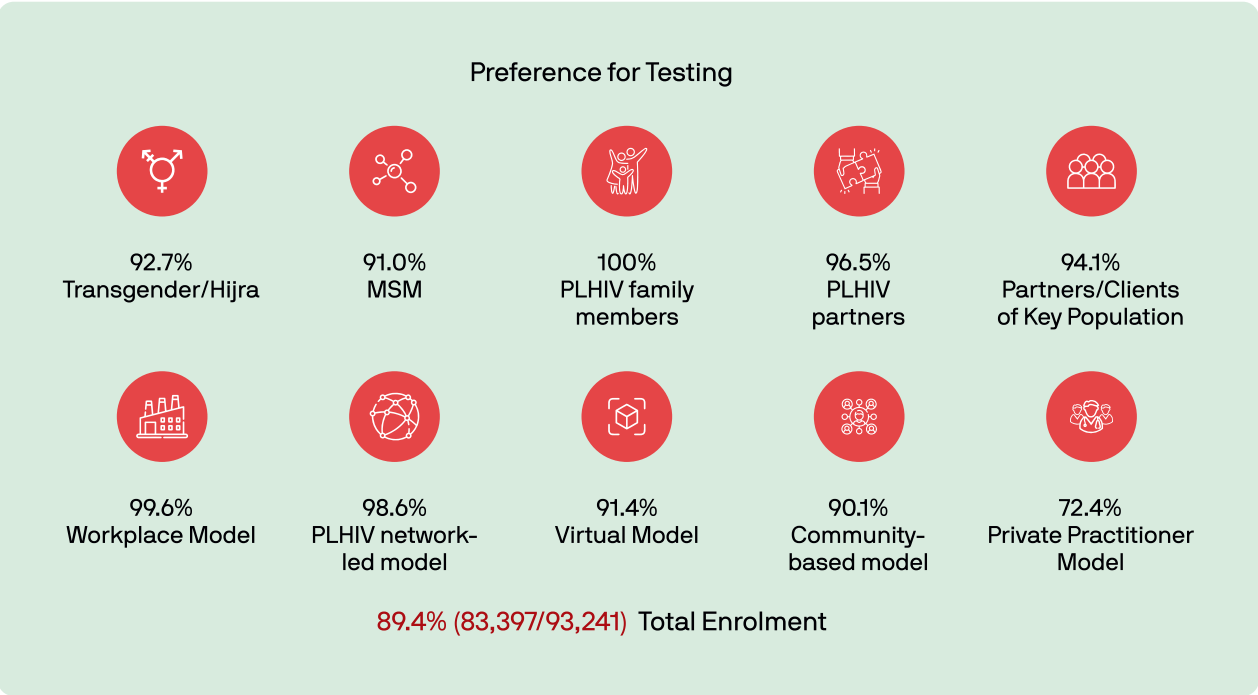 Preference for Testing
92.7%
Transgender/Hijra
91.0%
MSM
100%
PLHIV family
members
96.5%
PLHIV
partners
94.1%
Partners/Clients
of Key Population
99.6%
Workplace Model
98.6%
PLHIV network-
led model
91.4%
Virtual Model
90.1%
Community-
based model
72.4%
Private Practitioner
Model
89.4% (83,397/93,241) Total Enrolment